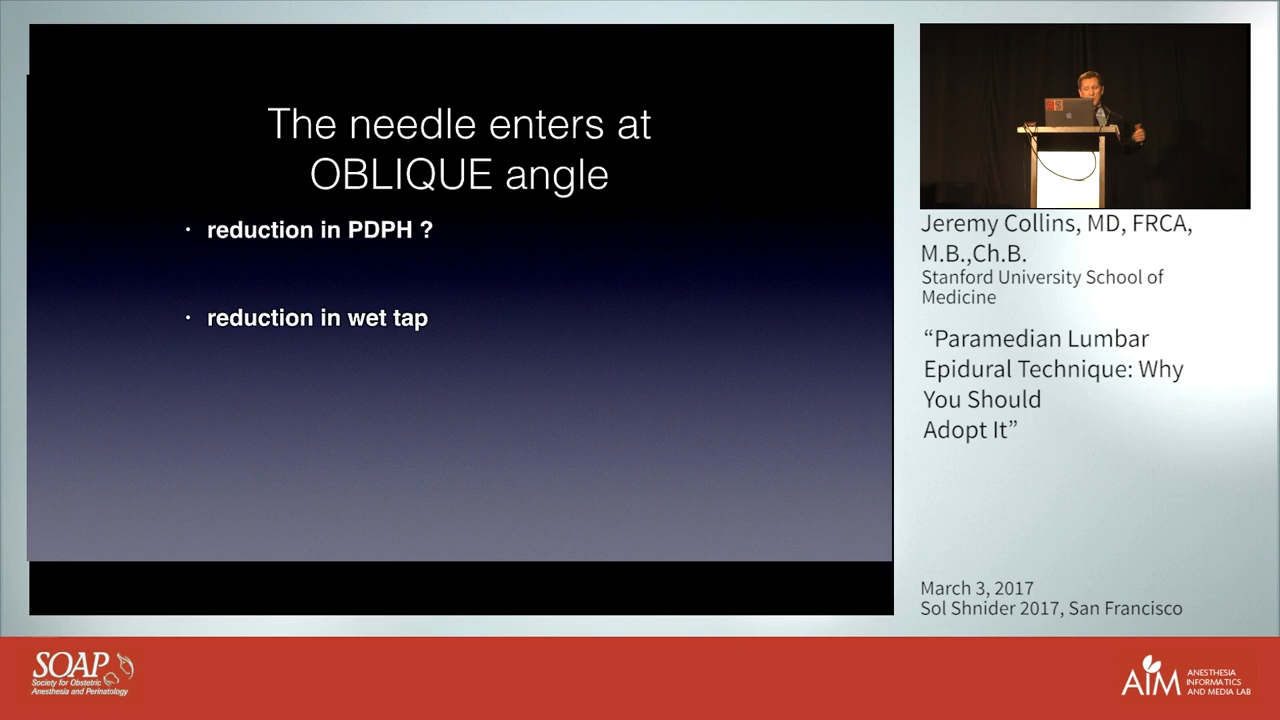 The needle enters at
OBLIQUE angle
· reduction in PDPH ?
· reduction in wet tap
Jeremy Collins, MD, FRCA,
M.B.,Ch.B.
Stanford University School of
Medicine
“Paramedian Lumbar
Epidural Technique: Why
You Should
Adopt It”
March 3, 2017
Sol Shnider 2017, San Francisco
SOAP
Society for Obstetric
Anesthesia and Perinatology
AIM
ANESTHESIA
INFORMATICS
AND MEDIA LAB